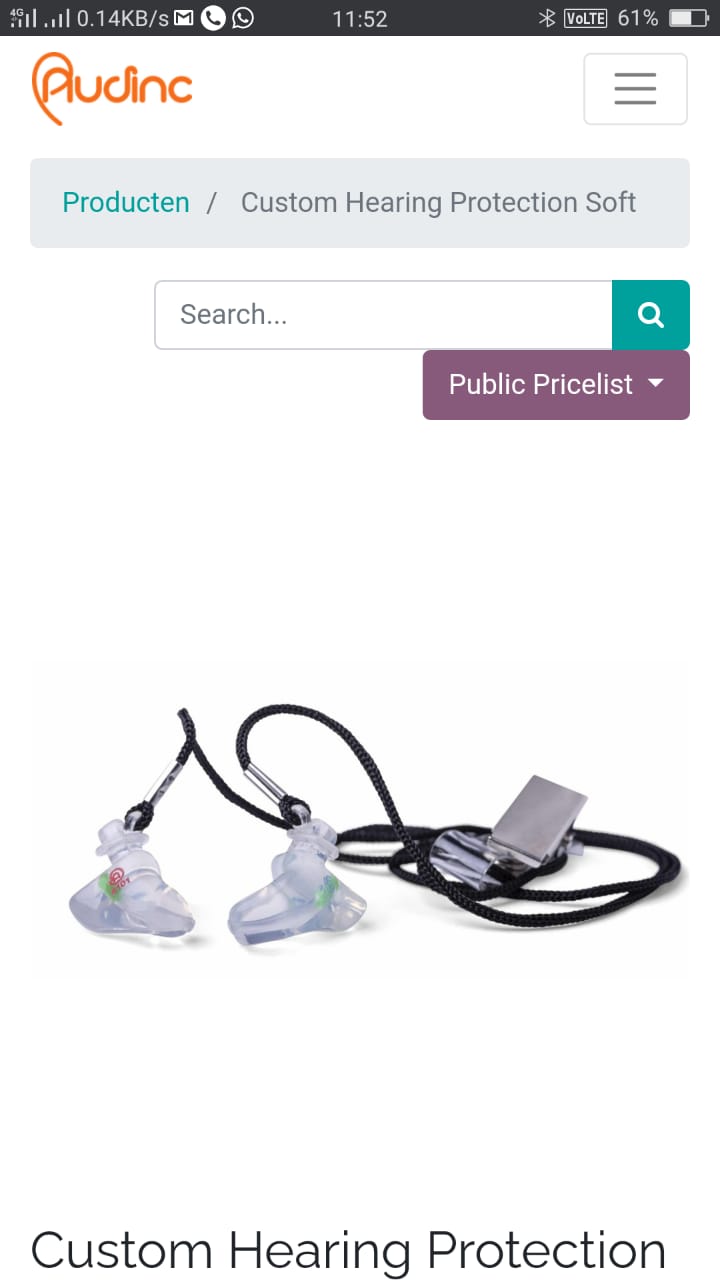 4G 0.14KB/s 11:52 VoLTE 61%
Audinc
Producten / Custom Hearing Protection Soft
Search...
Public Pricelist
Custom Hearing Protection